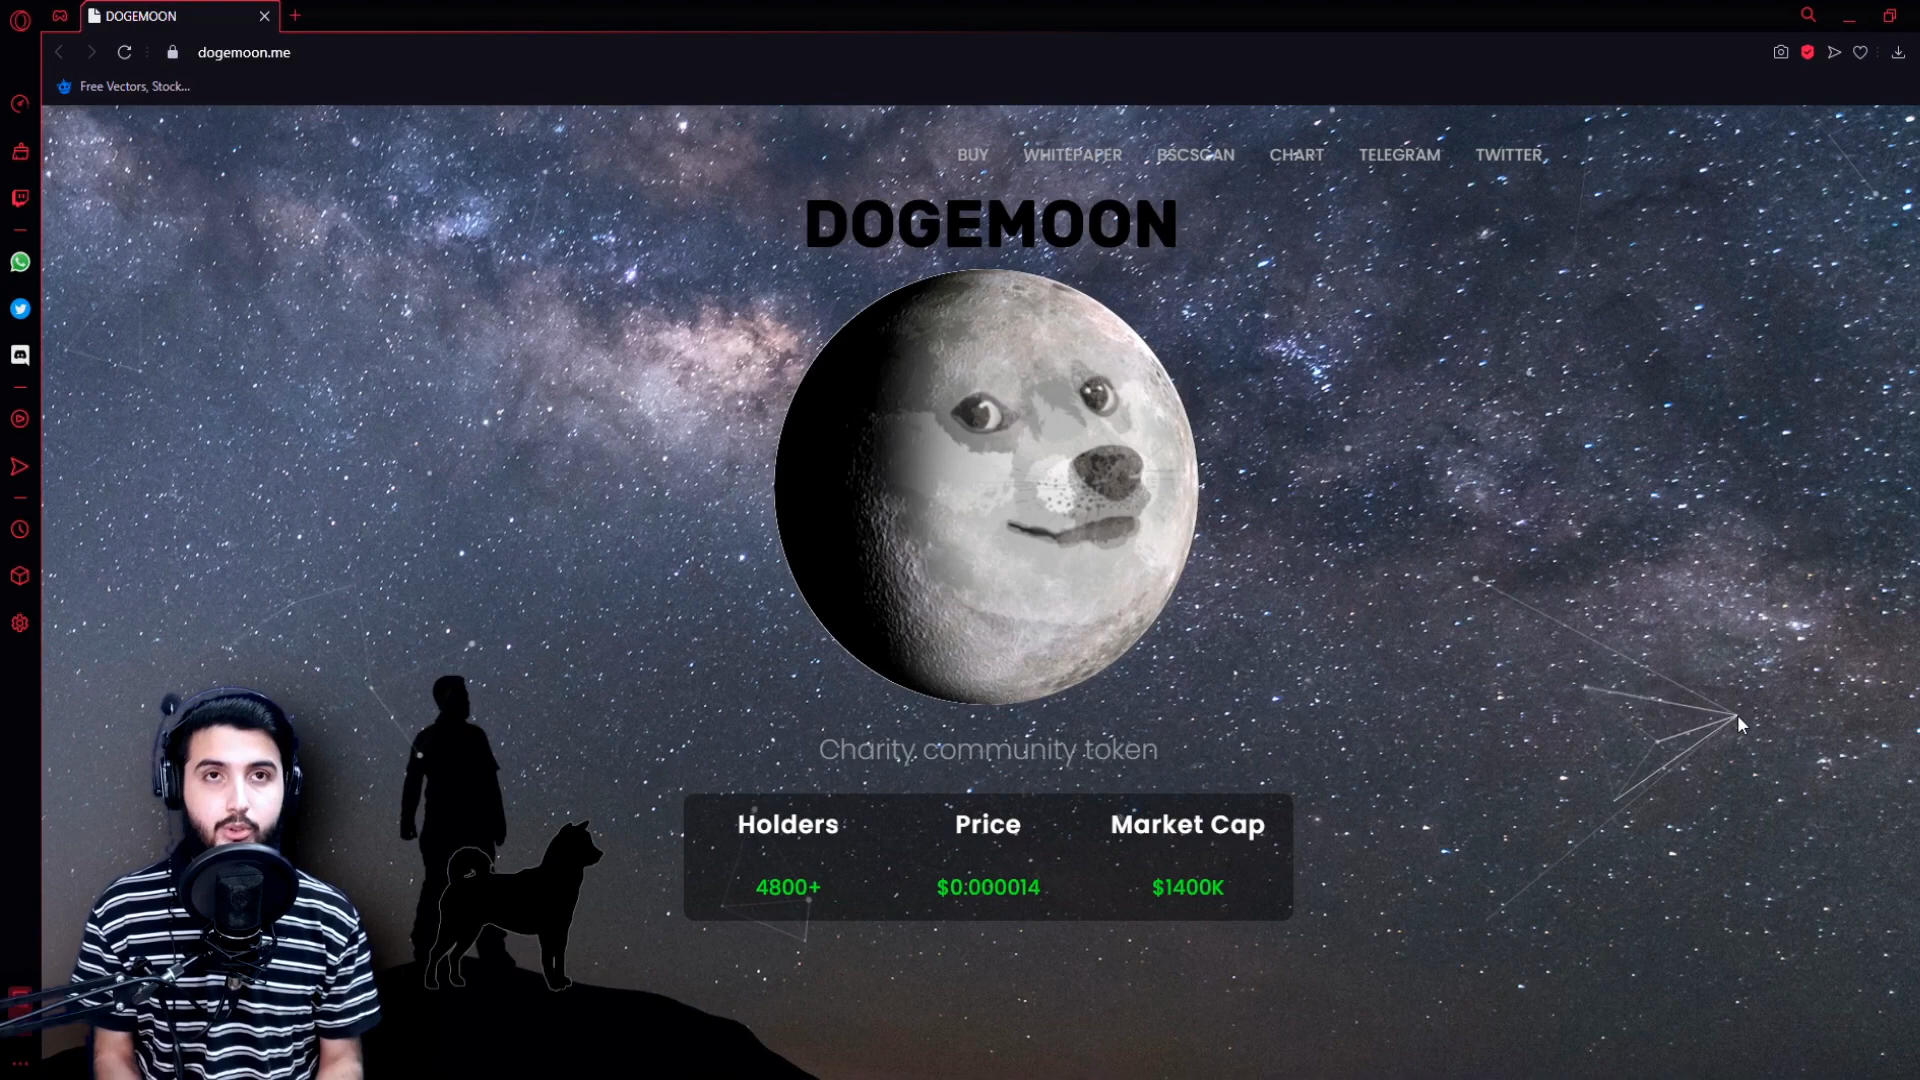 DOGEMOON
dogemoon.me
Free Vectors, Stock...
BUY WHITEPAPER BSCSCAN CHART TELEGRAM TWITTER
DOGEMOON
Charity community token
Holders Price Market Cap
4800+ $0.000014 $1400K